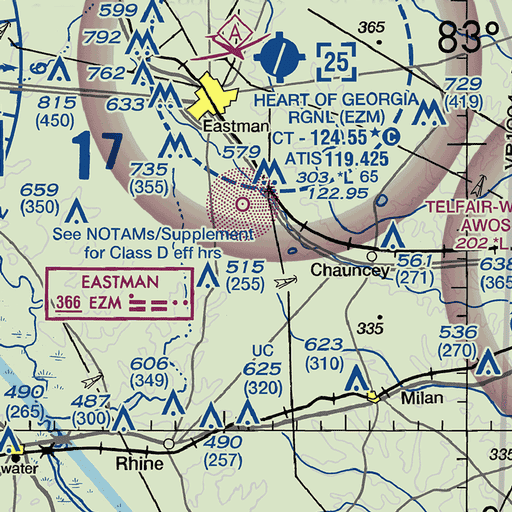 599
792
762
633
815
(450)
17
735
(355)
659
(350)
Eastman
579
A
25
365
83°
729
(419)
HEART OF GEORGIA
RGNL (EZM)
CT - 124.55 * C
ATIS 119.425
303 *L 65
122.95
See NOTAMs/Supplement
for Class D eff hrs
TELFAIR-W
AWOS
202 *L
EASTMAN
366 EZM
515
(255)
Chauncey
561
(271)
638
(365
335
536
(270)
606
(349)
UC
625
(320)
623
(310)
490
(265)
487
(300)
Milan
490
(257)
Rhine
water
335